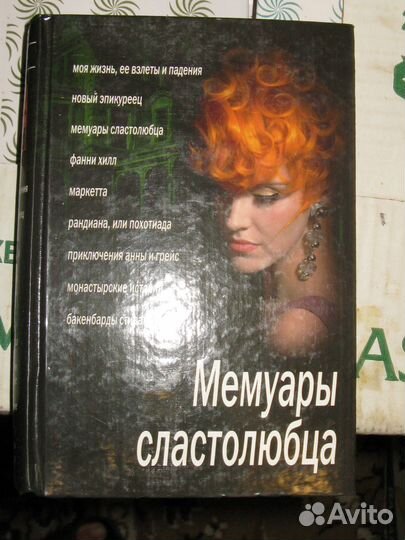 моя жизнь, ее взлеты и падения
новый эпикуреец
мемуары сластолюбца
фанни хилл
маркетта
рандиана, или похотиада
приключения анны и грейс
монастырские
бакенбарды
Мемуары
сластолюбца
AS
Avito